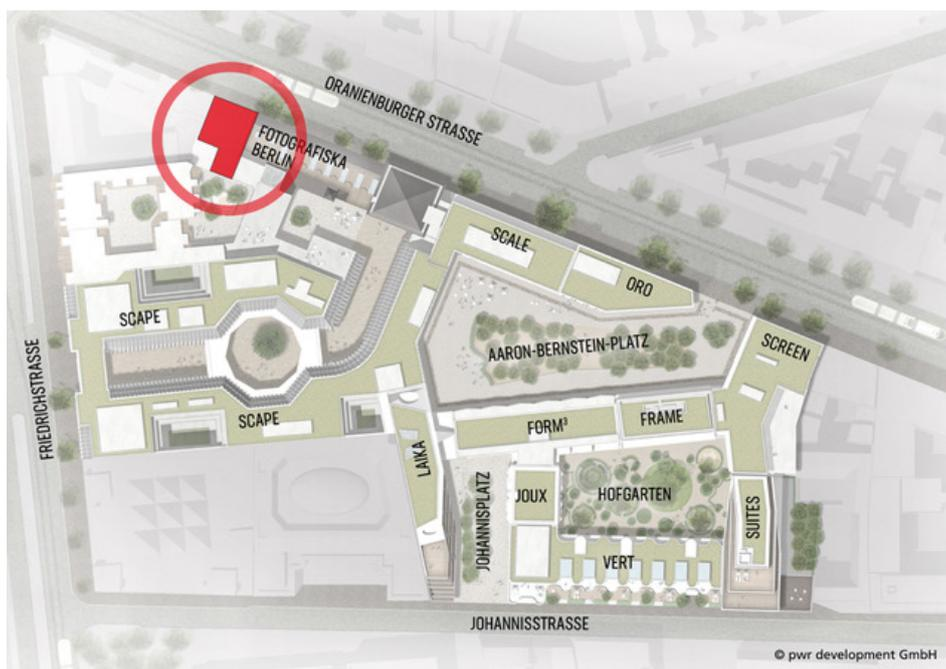 ORANIENBURGER STRASSE
FOTOGRAFISKA
BERLIN
SCALE
ORO
SCAPE
AARON-BERNSTEIN-PLATZ
SCREEN
FRIEDRICHSTRASSE
SCAPE
FORM³
FRAME
LAIKA
JOHANNISPLATZ
JOUX
HOFGARTEN
SUITES
VERT
JOHANNISSTRASSE
© pwr development GmbH